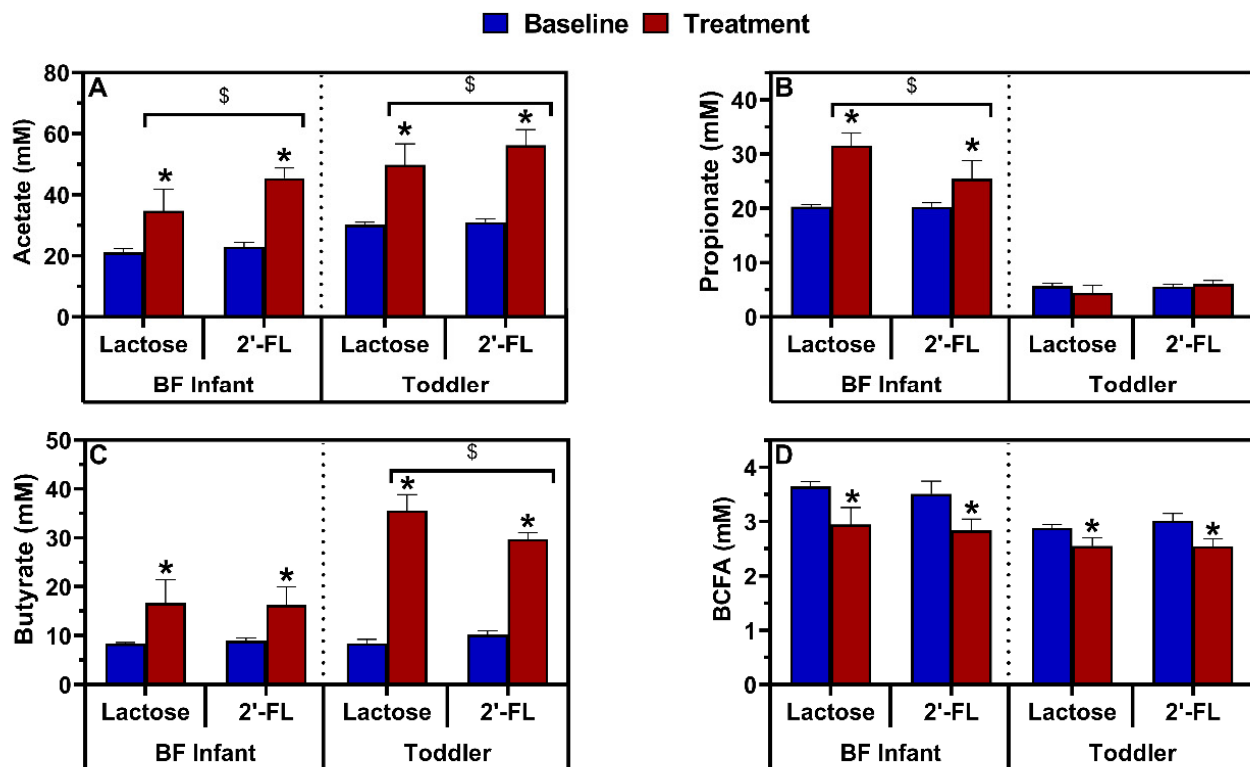 Baseline Treatment
A
Acetate (mM)
80
60
40
20
0
$ $
* * * *
Lactose 2'-FL Lactose 2'-FL
BF Infant Toddler
B
Propionate (mM)
40
30
20
10
0
$
* *
Lactose 2'-FL Lactose 2'-FL
BF Infant Toddler
C
Butyrate (mM)
50
40
30
20
10
0
$
* * * *
Lactose 2'-FL Lactose 2'-FL
BF Infant Toddler
D
BCFA (mM)
4
3
2
1
0
* * * *
Lactose 2'-FL Lactose 2'-FL
BF Infant Toddler